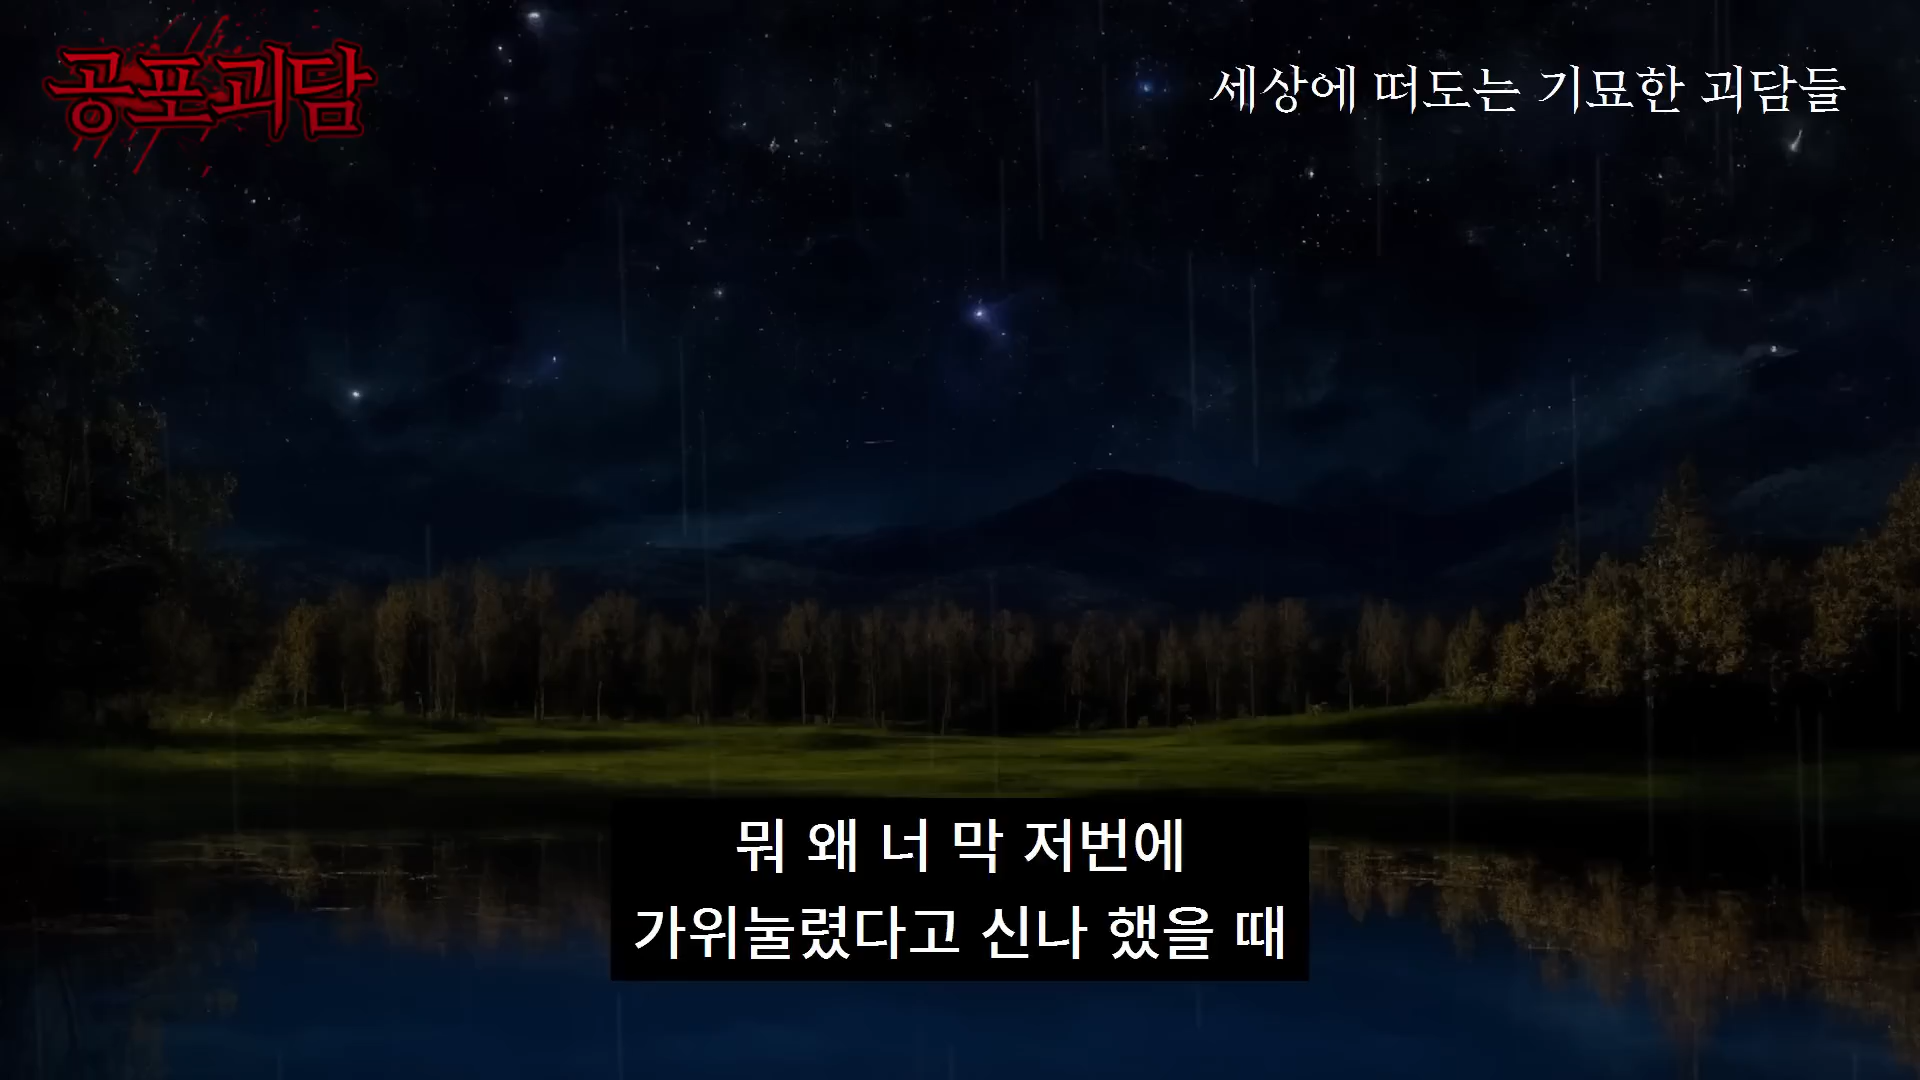 공포괴담
세상에 떠도는 기묘한 괴담들
뭐 왜 너 막 저번에
가위눌렸다고 신나 했을 때